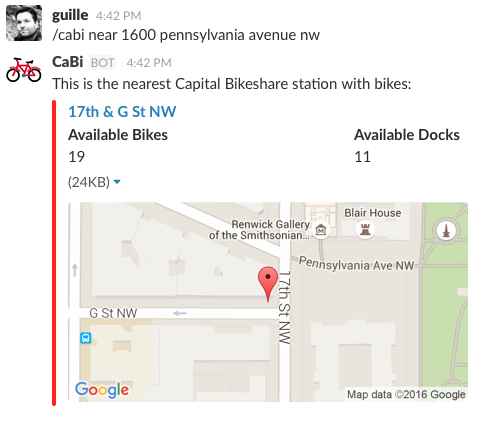 guille 4:42 PM
/cabi near 1600 pennsylvania avenue nw
CaBi BOT 4:42 PM
This is the nearest Capital Bikeshare station with bikes:
17th & G St NW
Available Bikes Available Docks
19 11
(24KB)
Blair House
Renwick Gallery
of the Smithsonian...
Pennsylvania Ave NW
17th St NW
G St NW
Google Map data ©2016 Google